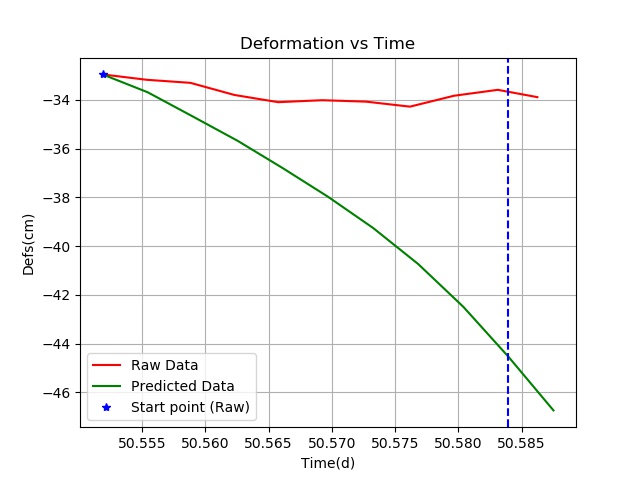 Deformation vs Time
Defs(cm)
−34
−36
−38
−40
−42
−44
−46
Raw Data
Predicted Data
Start point (Raw)
50.555 50.560 50.565 50.570 50.575 50.580 50.585
Time(d)